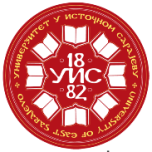 УНИВЕРЗИТЕТ У ИСТОЧНОМ САРАЈЕВУ
UNIVERSITY OF EAST SARAJEVO
18
УИС
82